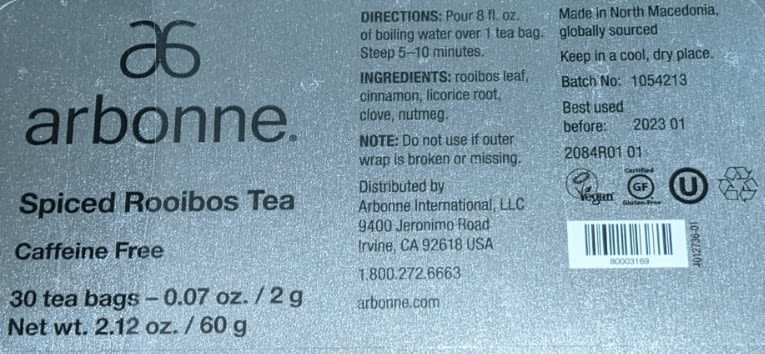 arbonne.
Spiced Rooibos Tea
Caffeine Free
30 tea bags – 0.07 oz. / 2 g
Net wt. 2.12 oz. / 60 g
DIRECTIONS: Pour 8 fl. oz.
of boiling water over 1 tea bag.
Steep 5–10 minutes.
INGREDIENTS: rooibos leaf,
cinnamon, licorice root,
clove, nutmeg.
NOTE: Do not use if outer
wrap is broken or missing.
Distributed by
Arbonne International, LLC
9400 Jeronimo Road
Irvine, CA 92618 USA
1.800.272.6663
arbonne.com
Made in North Macedonia,
globally sourced
Keep in a cool, dry place.
Batch No: 1054213
Best used
before: 2023 01
2084R01 01
Vegan
Certified
GF
Gluten-Free
U
80003169
A012736-01